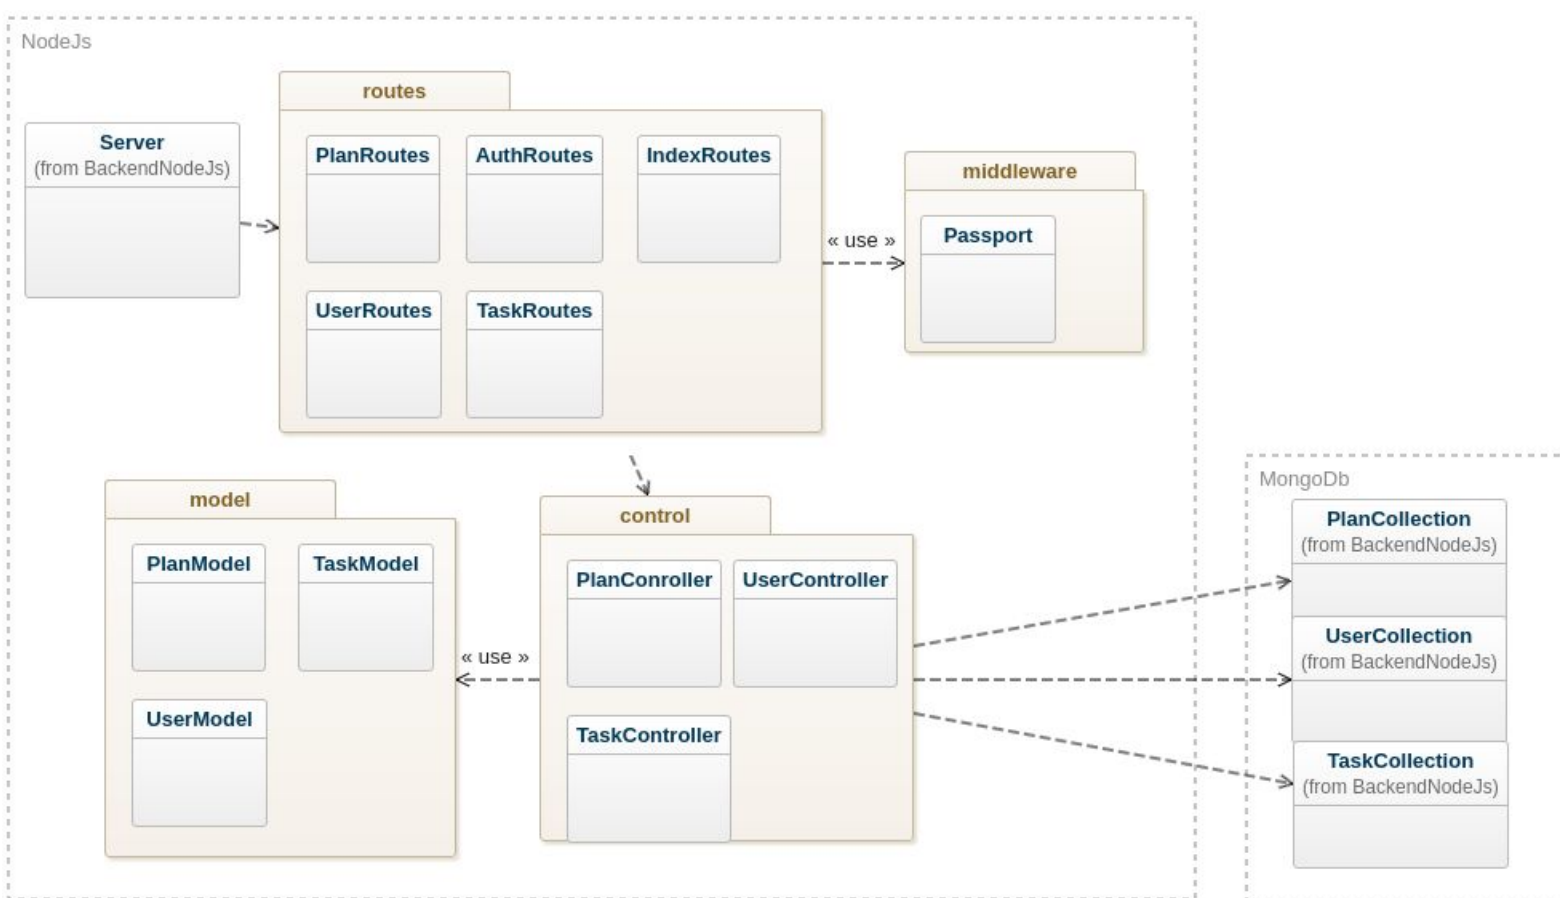 NodeJs
routes
Server
(from BackendNodeJs)
PlanRoutes
AuthRoutes
IndexRoutes
middleware
Passport
« use »
UserRoutes
TaskRoutes
model
control
MongoDb
PlanCollection
(from BackendNodeJs)
PlanModel
TaskModel
PlanConroller
UserController
UserCollection
(from BackendNodeJs)
« use »
UserModel
TaskController
TaskCollection
(from BackendNodeJs)